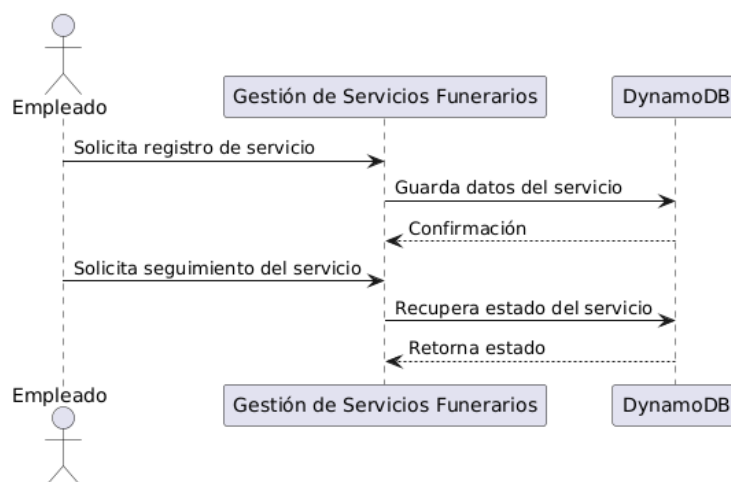 Empleado
Gestión de Servicios Funerarios
DynamoDB
Solicita registro de servicio
Guarda datos del servicio
Confirmación
Solicita seguimiento del servicio
Recupera estado del servicio
Retorna estado
Empleado
Gestión de Servicios Funerarios
DynamoDB